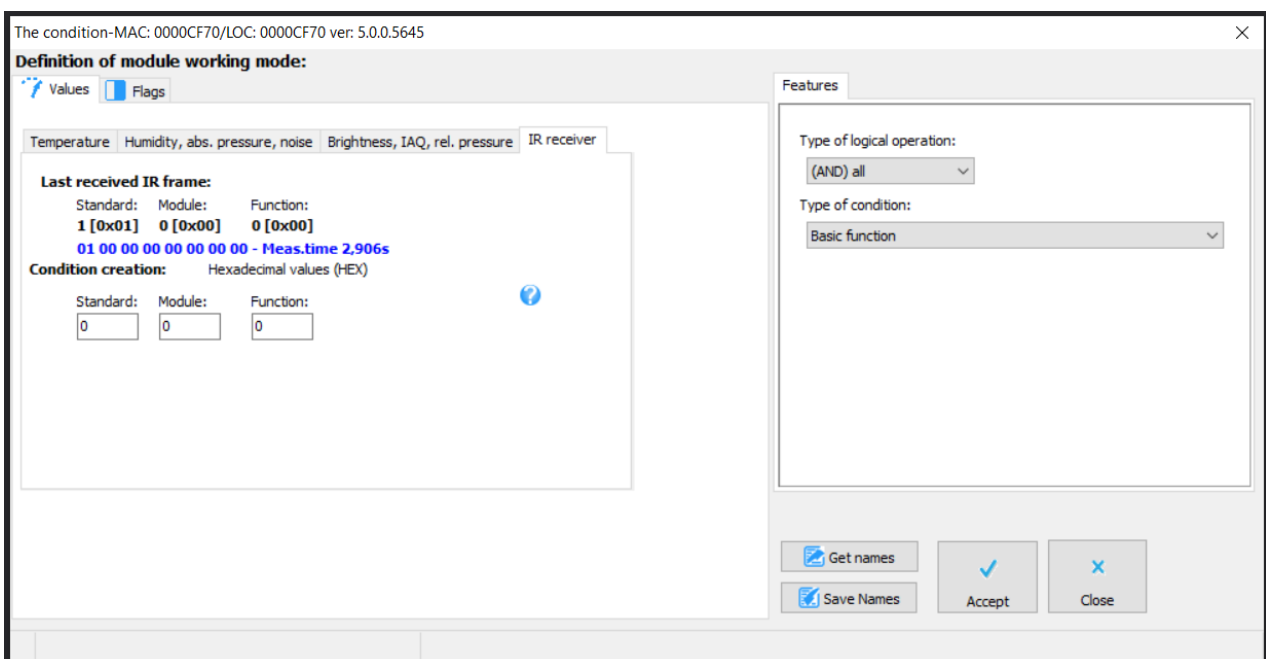 The condition-MAC: 0000CF70/LOC: 0000CF70 ver: 5.0.0.5645
Definition of module working mode:
Values Flags
Temperature Humidity, abs. pressure, noise Brightness, IAQ, rel. pressure IR receiver
Last received IR frame:
Standard: Module: Function:
1 [0x01] 0 [0x00] 0 [0x00]
01 00 00 00 00 00 00 00 - Meas.time 2,906s
Condition creation: Hexadecimal values (HEX)
Standard: Module: Function:
0 0 0
Features
Type of logical operation:
(AND) all
Type of condition:
Basic function
Get names
Save Names
Accept
Close